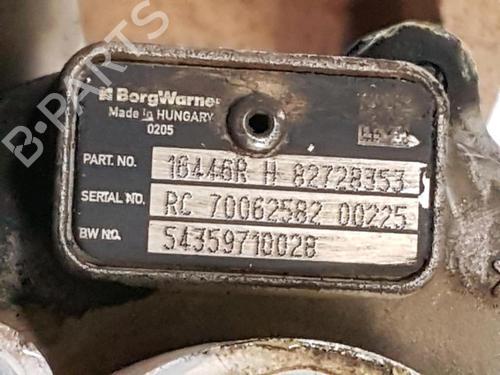 BorgWarner
Made in HUNGARY
0205
PART. NO. 16446R H 82728353
SERIAL NO. RC 70062582 00225
BW NO. 54359710028
B-PARTS